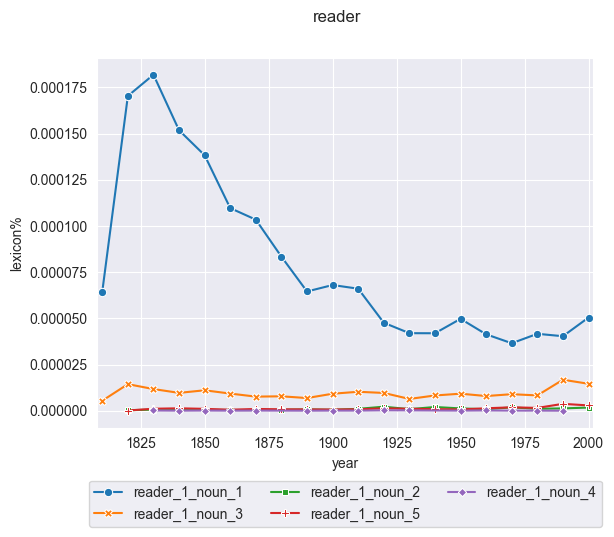 reader
0.000175
0.000150
0.000125
0.000100
0.000075
0.000050
0.000025
0.000000
lexicon%
1825 1850 1875 1900 1925 1950 1975 2000
year
reader_1_noun_1 reader_1_noun_2 reader_1_noun_4
reader_1_noun_3 reader_1_noun_5